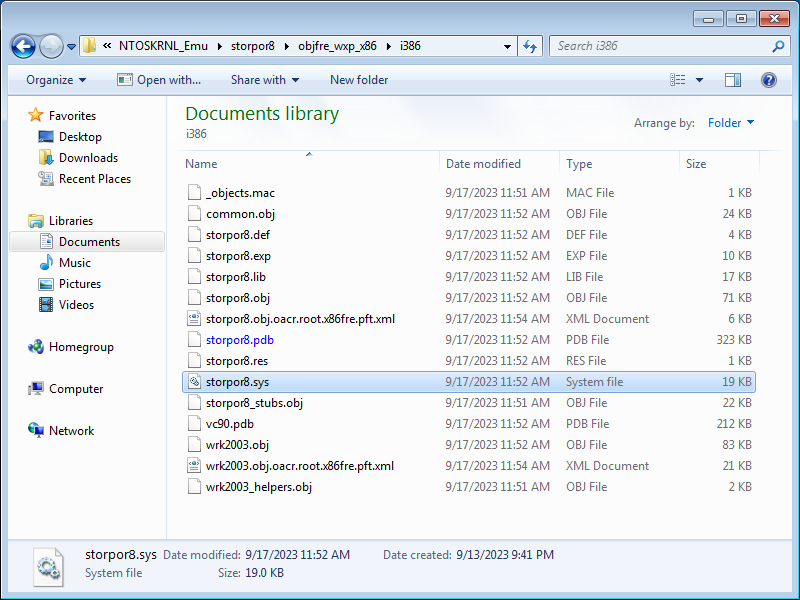 « NTOSKRNL_Emu storpor8 objfre_wxp_x86 i386 Search i386
Organize Open with... Share with New folder
Favorites
Desktop
Downloads
Recent Places
Libraries
Documents
Music
Pictures
Videos
Homegroup
Computer
Network
Documents library
i386
Arrange by: Folder
Name Date modified Type Size
_objects.mac 9/17/2023 11:51 AM MAC File 1 KB
common.obj 9/17/2023 11:52 AM OBJ File 24 KB
storpor8.def 9/17/2023 11:52 AM DEF File 4 KB
storpor8.exp 9/17/2023 11:52 AM EXP File 10 KB
storpor8.lib 9/17/2023 11:52 AM LIB File 17 KB
storpor8.obj 9/17/2023 11:52 AM OBJ File 71 KB
storpor8.obj.oacr.root.x86fre.pft.xml 9/17/2023 11:54 AM XML Document 6 KB
storpor8.pdb 9/17/2023 11:52 AM PDB File 323 KB
storpor8.res 9/17/2023 11:52 AM RES File 1 KB
storpor8.sys 9/17/2023 11:52 AM System file 19 KB
storpor8_stubs.obj 9/17/2023 11:51 AM OBJ File 22 KB
vc90.pdb 9/17/2023 11:52 AM PDB File 212 KB
wrk2003.obj 9/17/2023 11:52 AM OBJ File 83 KB
wrk2003.obj.oacr.root.x86fre.pft.xml 9/17/2023 11:54 AM XML Document 21 KB
wrk2003_helpers.obj 9/17/2023 11:51 AM OBJ File 2 KB
storpor8.sys Date modified: 9/17/2023 11:52 AM Date created: 9/13/2023 9:41 PM
System file Size: 19.0 KB